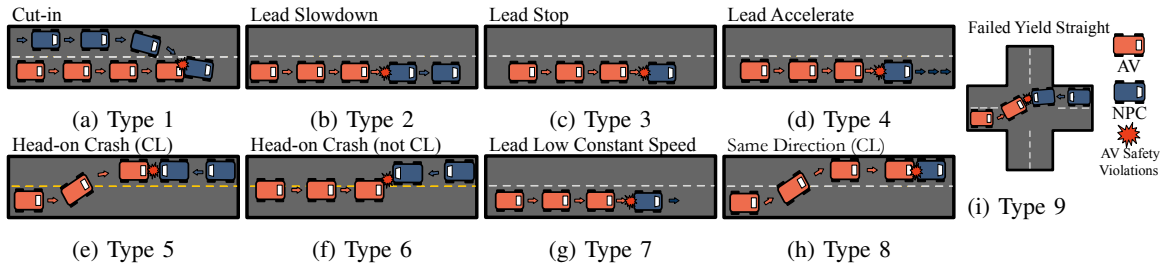 Cut-in
Lead Slowdown
Lead Stop
Lead Accelerate
Failed Yield Straight
AV
NPC
AV Safety
Violations
(a) Type 1
(b) Type 2
(c) Type 3
(d) Type 4
Head-on Crash (CL)
Head-on Crash (not CL)
Lead Low Constant Speed
Same Direction (CL)
(i) Type 9
(e) Type 5
(f) Type 6
(g) Type 7
(h) Type 8